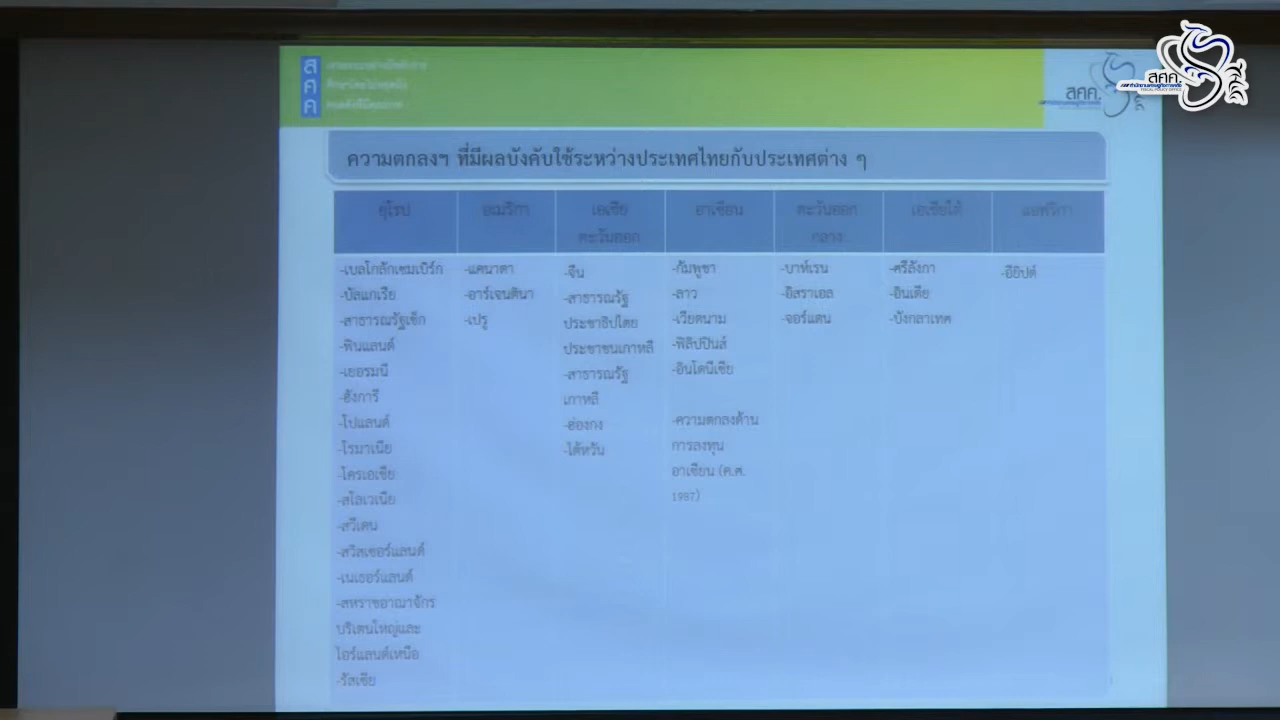 สศค.
สศค.
ส
ศ
ค
ความตกลงฯ ที่มีผลบังคับใช้ระหว่างประเทศไทยกับประเทศต่าง ๆ
ยุโรป
-เบลโกลักเซมเบิร์ก
-บัลแกเรีย
-สาธารณรัฐเช็ก
-ฟินแลนด์
-เยอรมนี
-ฮังการี
-โปแลนด์
-โรมาเนีย
-โครเอเชีย
-สโลเวเนีย
-สวีเดน
-สวิสเซอร์แลนด์
-เนเธอร์แลนด์
-สหราชอาณาจักร
บริเตนใหญ่และ
ไอร์แลนด์เหนือ
-รัสเซีย
อเมริกา
-แคนาดา
-อาร์เจนตินา
-เปรู
เอเชีย
ตะวันออก
-จีน
-สาธารณรัฐ
ประชาธิปไตย
ประชาชนเกาหลี
-สาธารณรัฐ
เกาหลี
-ฮ่องกง
-ไต้หวัน
อาเซียน
-กัมพูชา
-ลาว
-เวียดนาม
-ฟิลิปปินส์
-อินโดนีเซีย
-ความตกลงด้าน
การลงทุน
อาเซียน (ค.ศ.
1987)
ตะวันออก
กลาง
-บาห์เรน
-อิสราเอล
-จอร์แดน
เอเชียใต้
-ศรีลังกา
-อินเดีย
-บังกลาเทศ
แอฟริกา
-อียิปต์